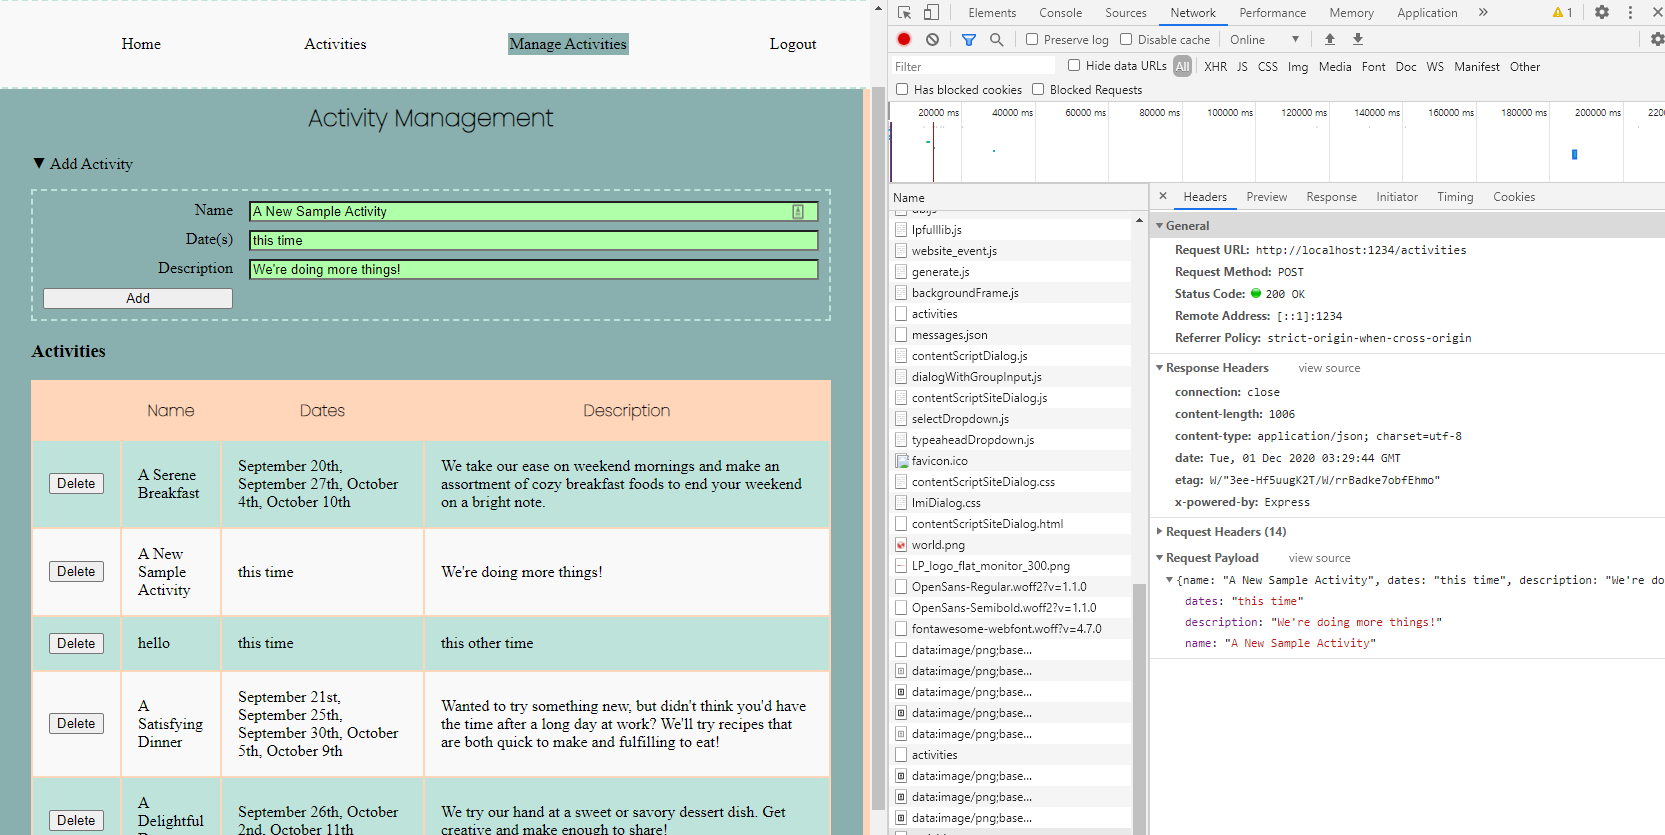 Home
Activities
Manage Activities
Logout
Activity Management
▼ Add Activity
Name
A New Sample Activity
Date(s)
this time
Description
We're doing more things!
Add
Activities
Name
Dates
Description
Delete
A Serene
Breakfast
September 20th,
September 27th, October
4th, October 10th
We take our ease on weekend mornings and make an
assortment of cozy breakfast foods to end your weekend
on a bright note.
Delete
A New
Sample
Activity
this time
We're doing more things!
Delete
hello
this time
this other time
Delete
A
Satisfying
Dinner
September 21st,
September 25th,
September 30th, October
5th, October 9th
Wanted to try something new, but didn't think you'd have
the time after a long day at work? We'll try recipes that
are both quick to make and fulfilling to eat!
Delete
A
Delightful
September 26th, October
2nd, October 11th
We try our hand at a sweet or savory dessert dish. Get
creative and make enough to share!
Elements
Console
Sources
Network
Performance
Memory
Application
»
1
Preserve log
Disable cache
Online
Filter
Hide data URLs
All
XHR
JS
CSS
Img
Media
Font
Doc
WS
Manifest
Other
Has blocked cookies
Blocked Requests
20000 ms
40000 ms
60000 ms
80000 ms
100000 ms
120000 ms
140000 ms
160000 ms
180000 ms
200000 ms
220
Name
lpfulllib.js
website_event.js
generate.js
backgroundFrame.js
activities
messages.json
contentScriptDialog.js
dialogWithGroupInput.js
contentScriptSiteDialog.js
selectDropdown.js
typeaheadDropdown.js
favicon.ico
contentScriptSiteDialog.css
lmiDialog.css
contentScriptSiteDialog.html
world.png
LP_logo_flat_monitor_300.png
OpenSans-Regular.woff2?v=1.1.0
OpenSans-Semibold.woff2?v=1.1.0
fontawesome-webfont.woff?v=4.7.0
data:image/png;base...
data:image/png;base...
data:image/png;base...
data:image/png;base...
data:image/png;base...
activities
data:image/png;base...
data:image/png;base...
data:image/png;base...
Headers
Preview
Response
Initiator
Timing
Cookies
General
Request URL: http://localhost:1234/activities
Request Method: POST
Status Code: 200 OK
Remote Address: [::1]:1234
Referrer Policy: strict-origin-when-cross-origin
Response Headers
view source
connection: close
content-length: 1006
content-type: application/json; charset=utf-8
date: Tue, 01 Dec 2020 03:29:44 GMT
etag: W/"3ee-Hf5uugK2T/W/rrBadke7obfEhmo"
x-powered-by: Express
Request Headers (14)
Request Payload
view source
{name: "A New Sample Activity", dates: "this time", description: "We're do
dates: "this time"
description: "We're doing more things!"
name: "A New Sample Activity"